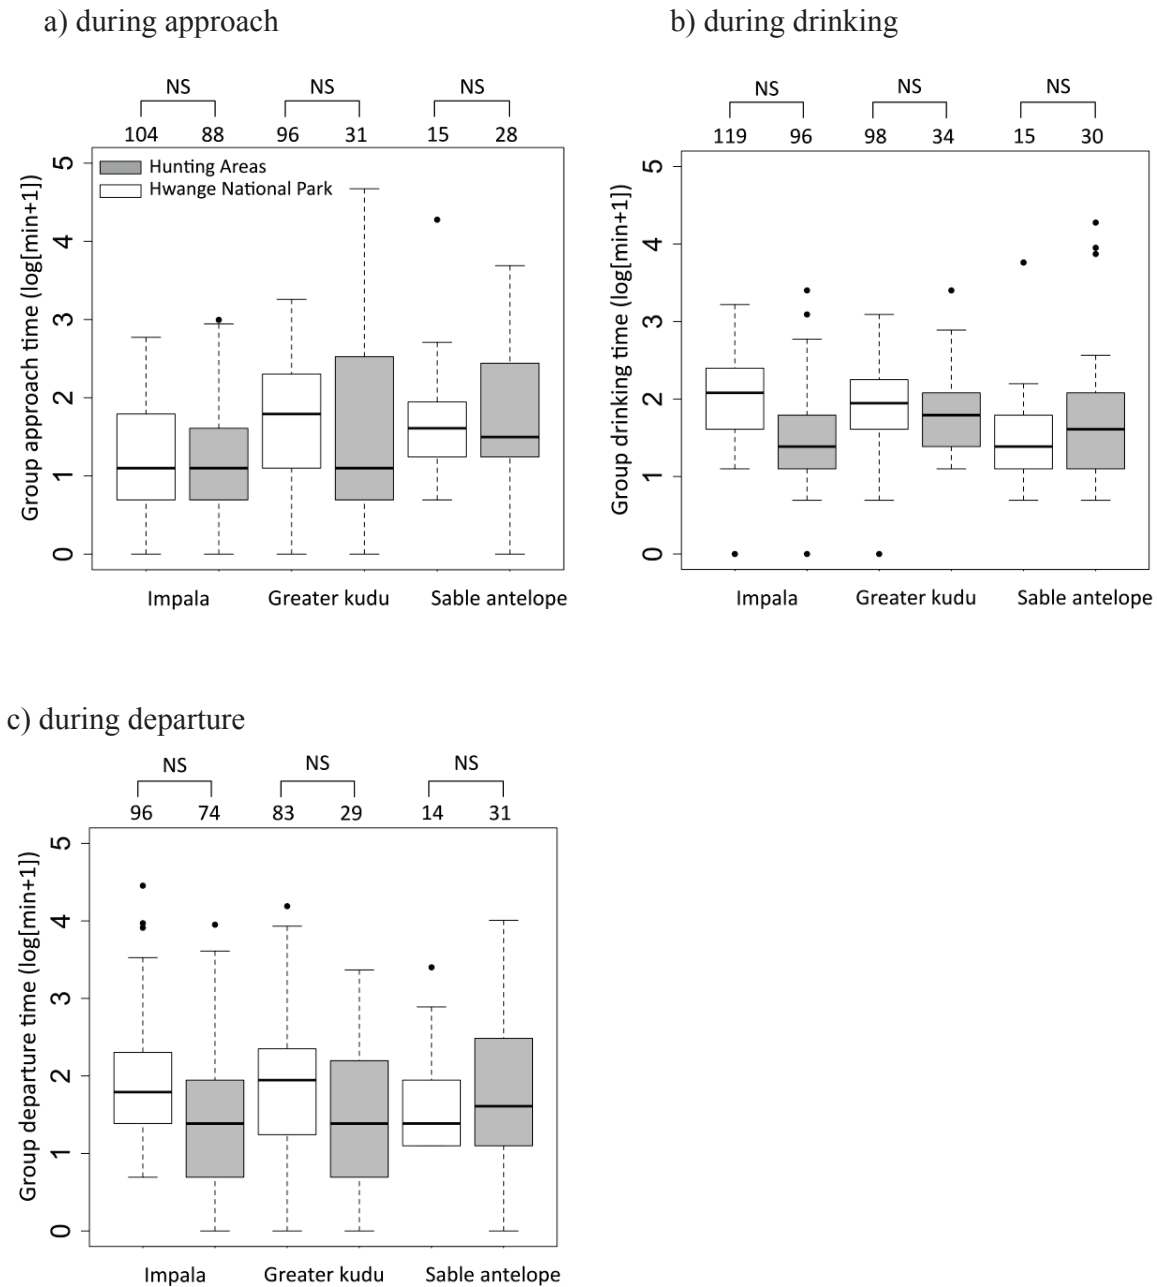 a) during approach
b) during drinking
NS NS NS
104 88 96 31 15 28
Hunting Areas
Hwange National Park
Group approach time (log[min+1])
5
4
3
2
1
0
Impala Greater kudu Sable antelope
NS NS NS
119 96 98 34 15 30
Group drinking time (log[min+1])
5
4
3
2
1
0
Impala Greater kudu Sable antelope
c) during departure
NS NS NS
96 74 83 29 14 31
Group departure time (log[min+1])
5
4
3
2
1
0
Impala Greater kudu Sable antelope